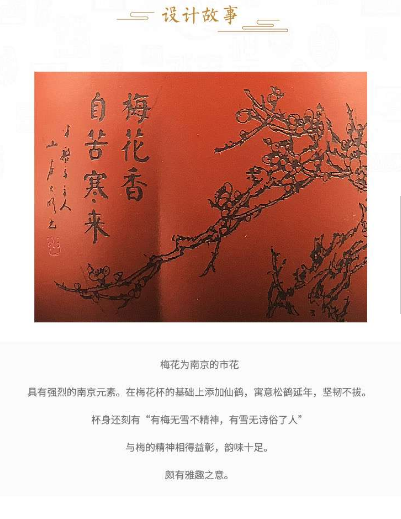 设计故事
梅花香
自苦寒来
梅花为南京的市花
具有强烈的南京元素。在梅花杯的基础上添加仙鹤，寓意松鹤延年，坚韧不拔。
杯身还刻有“有梅无雪不精神，有雪无诗俗了人”
与梅的精神相得益彰，韵味十足。
颇有雅趣之意。